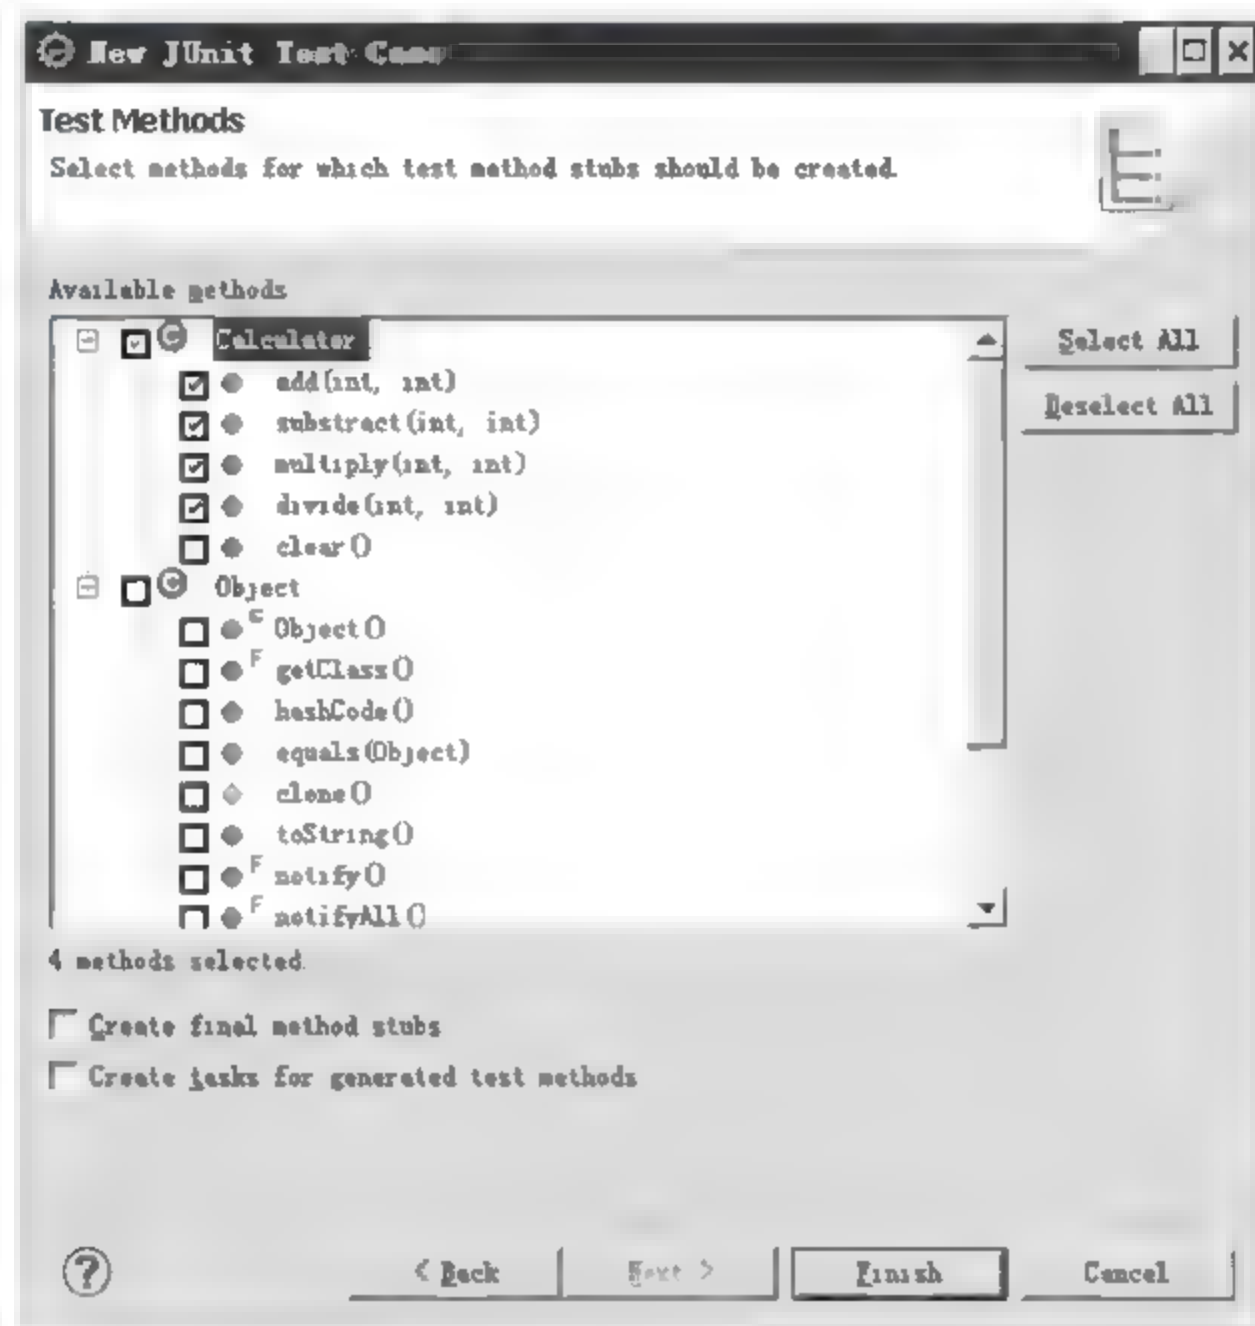 New JUnit Test Case
Test Methods
Select methods for which test method stubs should be created.
Available methods
Calculator
add(int, int)
substract(int, int)
multiply(int, int)
divide(int, int)
clear()
Object
C Object()
F getClass()
hashCode()
equals(Object)
clone()
toString()
F notify()
F notifyAll()
Select All
Deselect All
4 methods selected.
Create final method stubs
Create tasks for generated test methods
? < Back Next > Finish Cancel